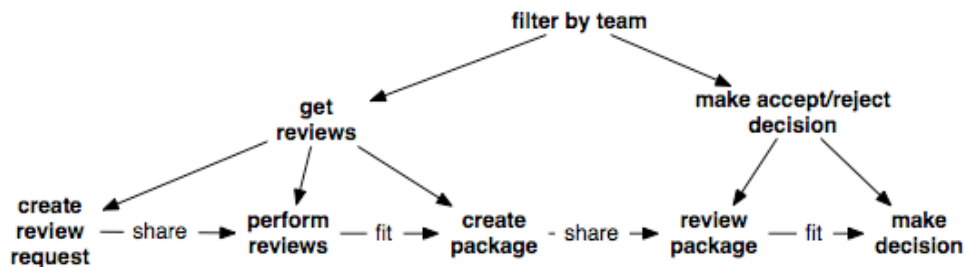 filter by team
get
reviews
make accept/reject
decision
create
review
request
share
perform
reviews
fit
create
package
share
review
package
fit
make
decision